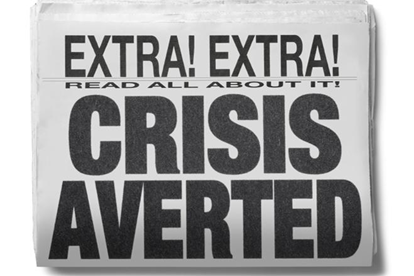 EXTRA! EXTRA!
READ ALL ABOUT IT!
CRISIS
AVERTED